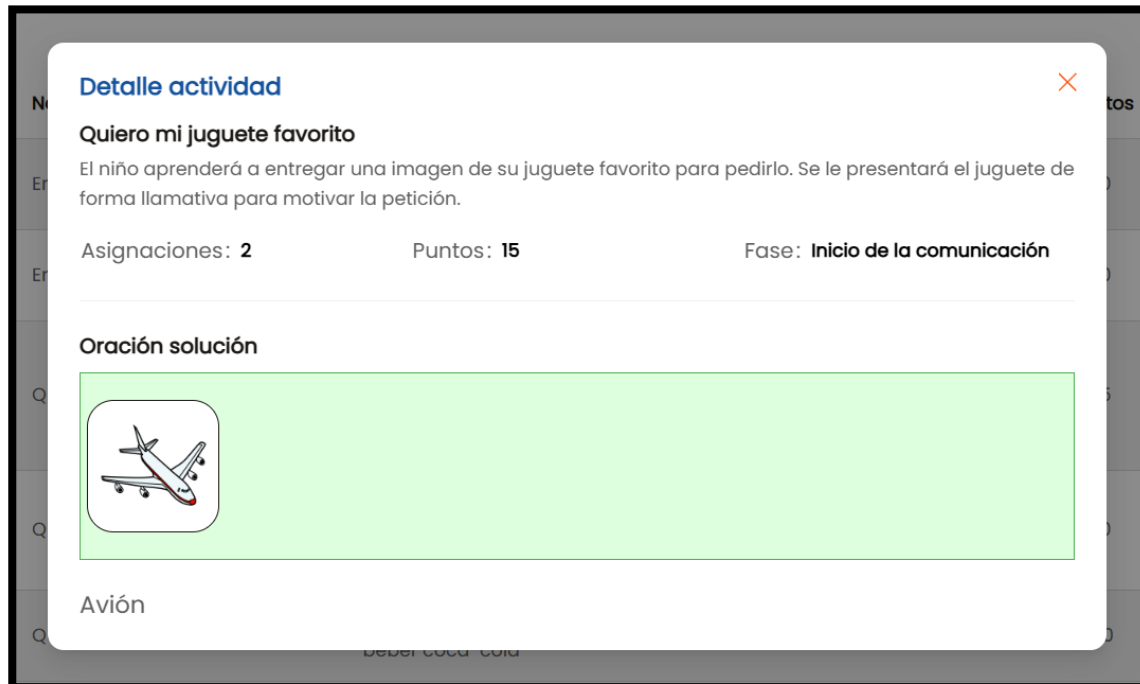 Detalle actividad
tos
Quiero mi juguete favorito
El niño aprenderá a entregar una imagen de su juguete favorito para pedirlo. Se le presentará el juguete de
forma llamativa para motivar la petición.
Asignaciones: 2 Puntos: 15 Fase: Inicio de la comunicación
Oración solución
Avión
beber coca-cola